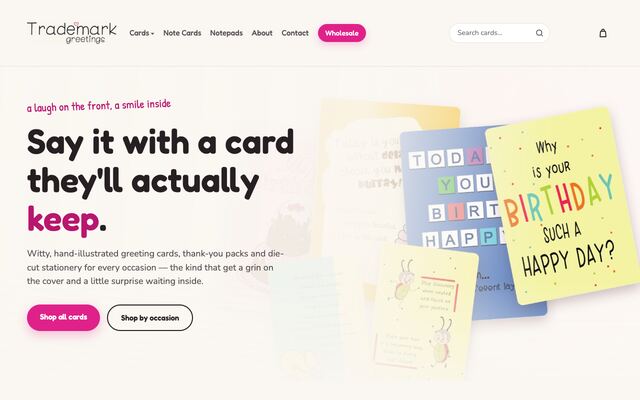 Trademark
greetings
Cards
Note Cards
Notepads
About
Contact
Wholesale
Search cards...
a laugh on the front, a smile inside
Say it with a card
they'll actually
keep.
Witty, hand-illustrated greeting cards, thank-you packs and die-
cut stationery for every occasion — the kind that get a grin on
the cover and a little surprise waiting inside.
Shop all cards
Shop by occasion
TODA
YOU
BIRT
HAPP
Why
is your
BIRTHDAY
SUCH A
HAPPY DAY?